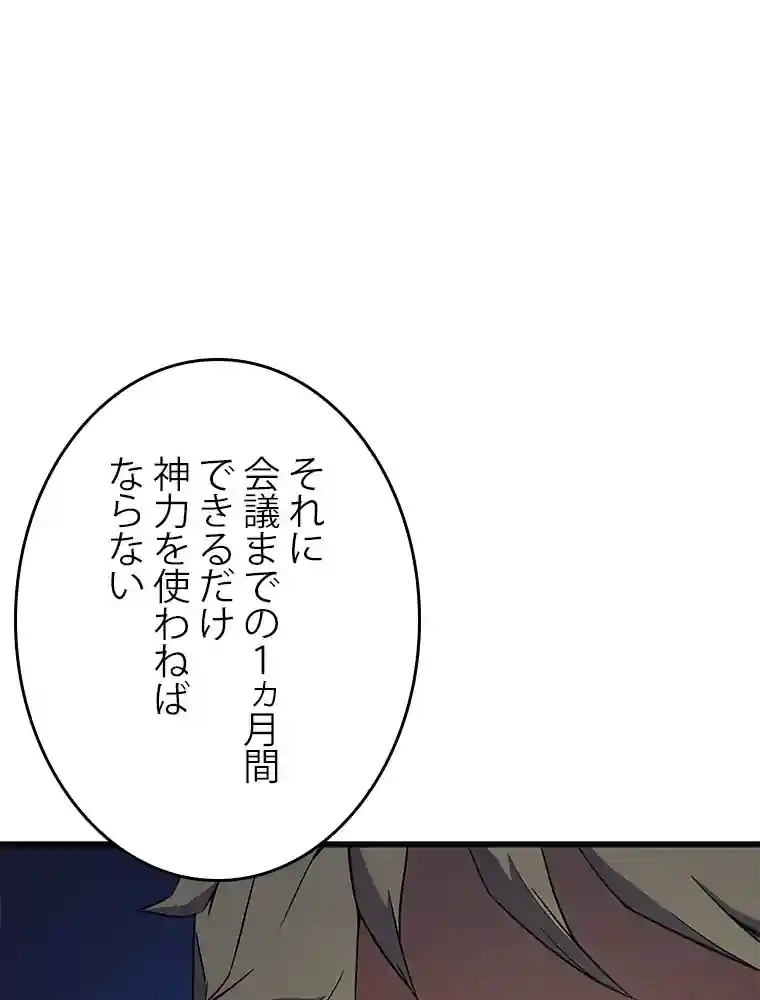 それに
会議までの1ヵ月間
できるだけ
神力を使わねば
ならない